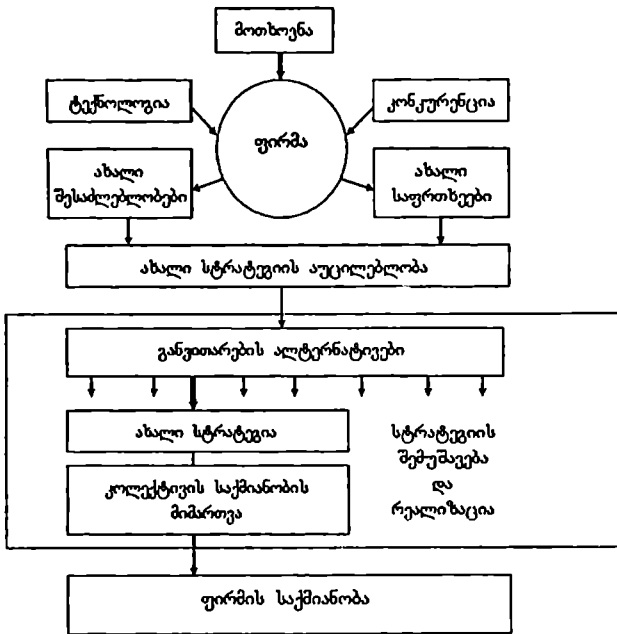 მოთხოვნა
ტექნოლოგია
კონკურენცია
ფირმა
ახალი
შესაძლებლობები
ახალი
საფრთხეები
ახალი სტრატეგიის აუცილებლობა
განვითარების ალტერნატივები
ახალი სტრატეგია
კოლექტივის საქმიანობის
მიმართვა
სტრატეგიის
შემუშავება
და
რეალიზაცია
ფირმის საქმიანობა